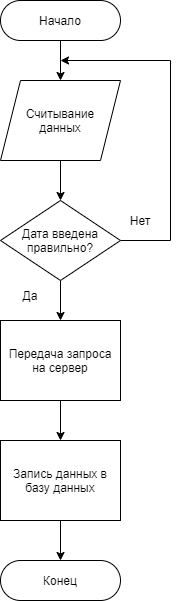 Начало
Считывание
данных
Дата введена
правильно?
Нет
Да
Передача запроса
на сервер
Запись данных в
базу данных
Конец